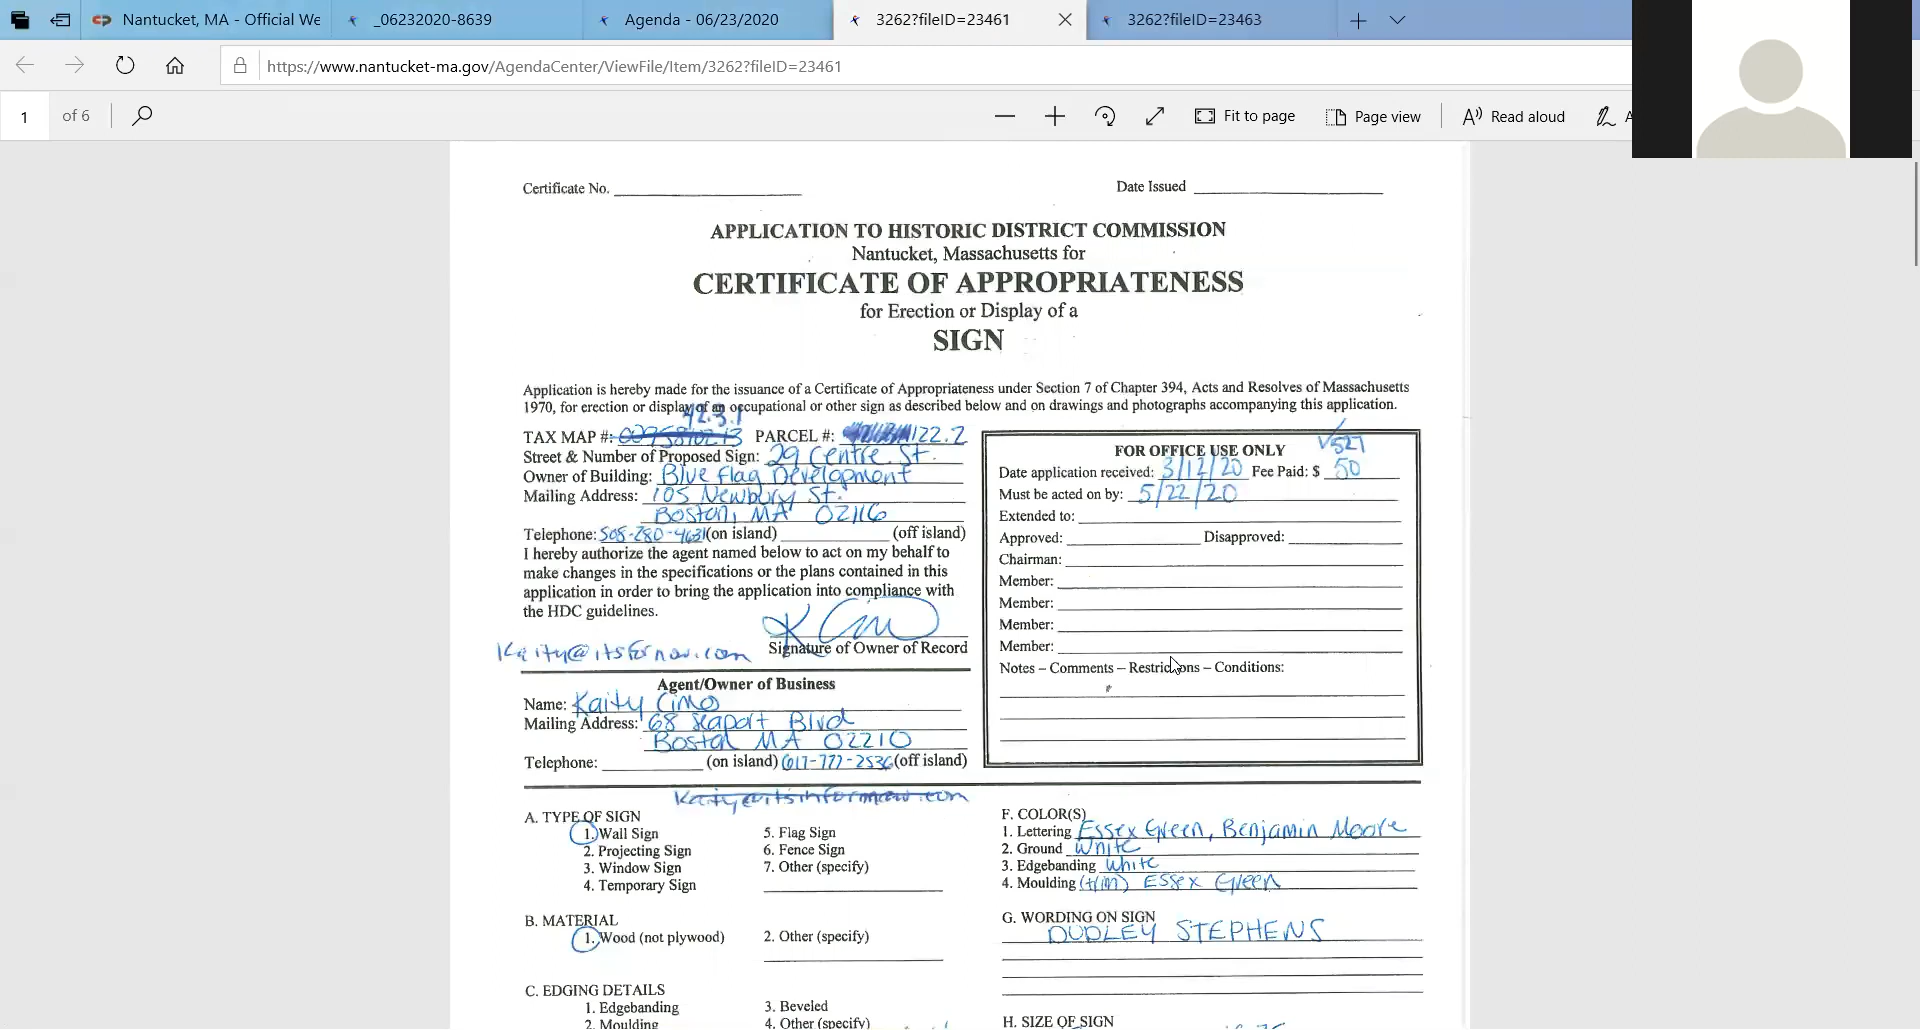 Nantucket, MA - Official We
_06232020-8639
Agenda - 06/23/2020
3262?fileID=23461
3262?fileID=23463
https://www.nantucket-ma.gov/AgendaCenter/ViewFile/Item/3262?fileID=23461
1 of 6
Fit to page
Page view
Read aloud
Certificate No.
Date Issued
APPLICATION TO HISTORIC DISTRICT COMMISSION
Nantucket, Massachusetts for
CERTIFICATE OF APPROPRIATENESS
for Erection or Display of a
SIGN
Application is hereby made for the issuance of a Certificate of Appropriateness under Section 7 of Chapter 394, Acts and Resolves of Massachusetts
1970, for erection or display of an occupational or other sign as described below and on drawings and photographs accompanying this application.
42.3.1
TAX MAP #: PARCEL #: 122.2
Street & Number of Proposed Sign: 29 Centre St.
Owner of Building: Blue Flag Development
Mailing Address: 105 Newbury St.
Boston, MA 02116
Telephone: 508-280-4631 (on island) (off island)
I hereby authorize the agent named below to act on my behalf to
make changes in the specifications or the plans contained in this
application in order to bring the application into compliance with
the HDC guidelines.
Kaity@itsfornow.com Signature of Owner of Record
Agent/Owner of Business
Name: Kaity Cimo
Mailing Address: 68 Seaport Blvd
Boston MA 02210
Telephone: (on island) 617-777-2536 (off island)
√527
FOR OFFICE USE ONLY
Date application received: 3/12/20 Fee Paid: $ 50
Must be acted on by: 5/22/20
Extended to:
Approved: Disapproved:
Chairman:
Member:
Member:
Member:
Member:
Notes – Comments – Restrictions – Conditions:
A. TYPE OF SIGN
1. Wall Sign
2. Projecting Sign
3. Window Sign
4. Temporary Sign
5. Flag Sign
6. Fence Sign
7. Other (specify)
B. MATERIAL
1. Wood (not plywood)
2. Other (specify)
C. EDGING DETAILS
1. Edgebanding
2. Moulding
3. Beveled
4. Other (specify)
F. COLOR(S)
1. Lettering Essex Green, Benjamin Moore
2. Ground White
3. Edgebanding White
4. Moulding (trim) Essex Green
G. WORDING ON SIGN
DUDLEY STEPHENS
H. SIZE OF SIGN